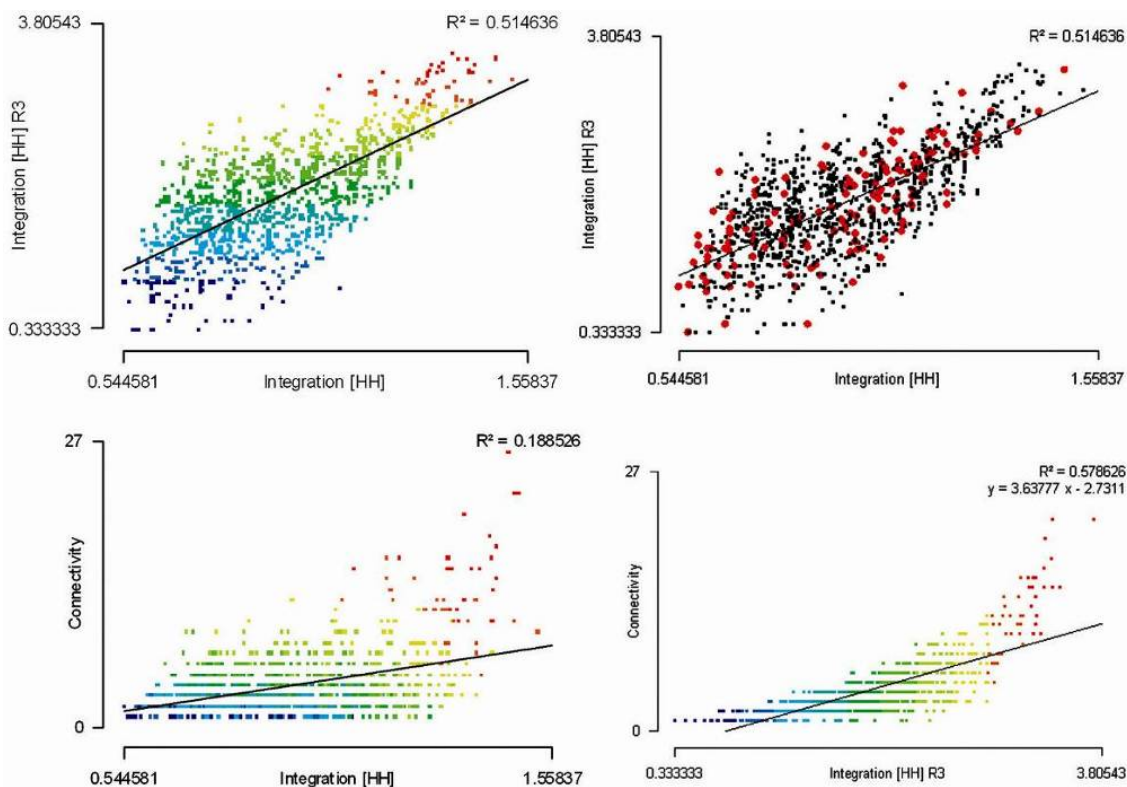 3.80543
R² = 0.514636
Integration [HH] R3
0.333333
0.544581
Integration [HH]
1.55837
3.80543
R² = 0.514636
Integration [HH] R3
0.333333
0.544581
Integration [HH]
1.55837
27
R² = 0.188526
Connectivity
0
0.544581
Integration [HH]
1.55837
27
R² = 0.578626
y = 3.63777 x - 2.7311
Connectivity
0
0.333333
Integration [HH] R3
3.80543